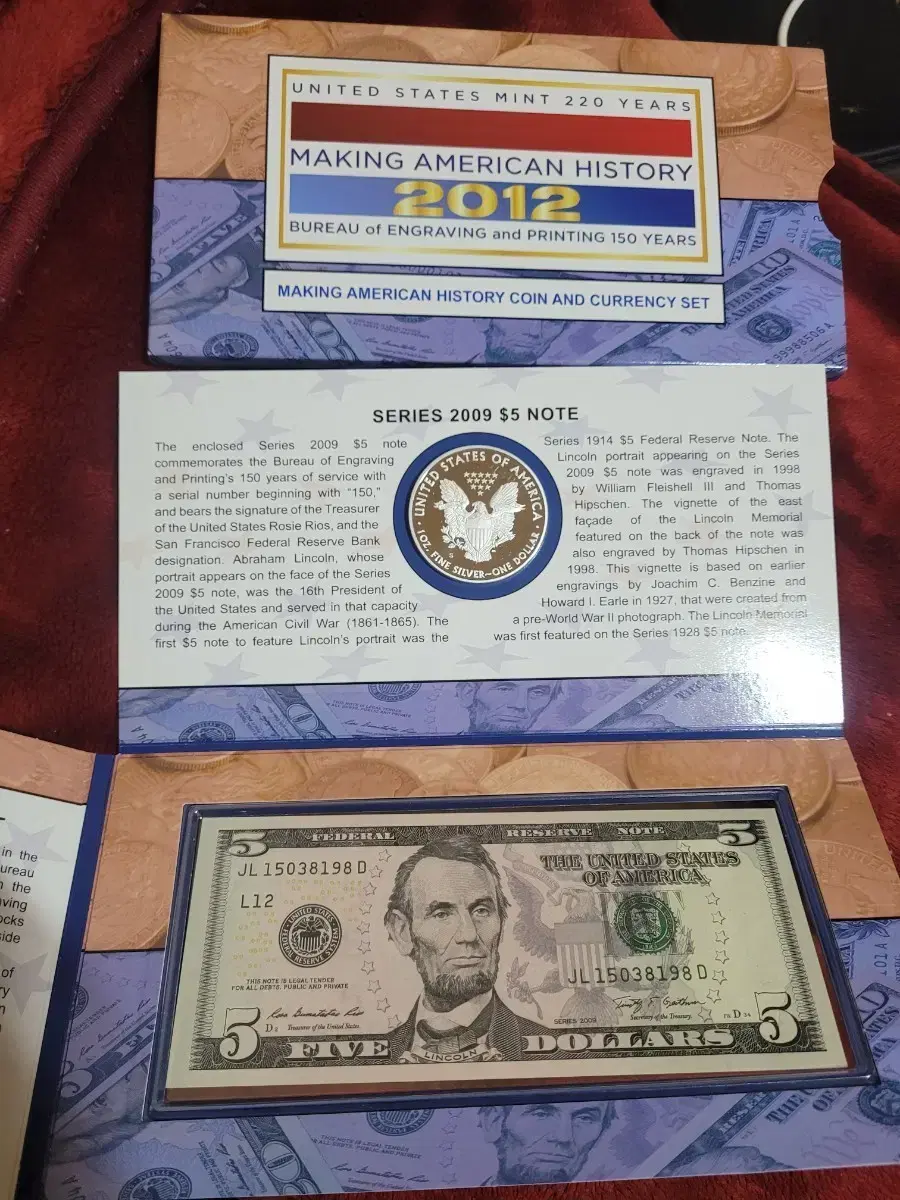 UNITED STATES MINT 220 YEARS
MAKING AMERICAN HISTORY
2012
BUREAU of ENGRAVING and PRINTING 150 YEARS
MAKING AMERICAN HISTORY COIN AND CURRENCY SET
SERIES 2009 $5 NOTE
The enclosed Series 2009 $5 note
commemorates the Bureau of Engraving
and Printing's 150 years of service with
a serial number beginning with "150,"
and bears the signature of the Treasurer
of the United States Rosie Rios, and the
San Francisco Federal Reserve Bank
designation. Abraham Lincoln, whose
portrait appears on the face of the Series
2009 $5 note, was the 16th President of
the United States and served in that capacity
during the American Civil War (1861-1865). The
first $5 note to feature Lincoln's portrait was the
UNITED STATES OF AMERICA
1 OZ. FINE SILVER~ONE DOLLAR
S
Series 1914 $5 Federal Reserve Note. The
Lincoln portrait appearing on the Series
2009 $5 note was engraved in 1998
by William Fleishell III and Thomas
Hipschen. The vignette of the east
façade of the Lincoln Memorial
featured on the back of the note was
also engraved by Thomas Hipschen in
1998. This vignette is based on earlier
engravings by Joachim C. Benzine and
Howard I. Earle in 1927, that were created from
a pre-World War II photograph. The Lincoln Memorial
was first featured on the Series 1928 $5 note.
in the
the
of
5 FEDERAL RESERVE NOTE 5
JL 15038198 D
L12
THE UNITED STATES
OF AMERICA
THIS NOTE IS LEGAL TENDER
FOR ALL DEBTS, PUBLIC AND PRIVATE
JL 15038198 D
Treasurer of the United States
SERIES 2009
Secretary of the Treasury
5 FIVE LINCOLN DOLLARS 5